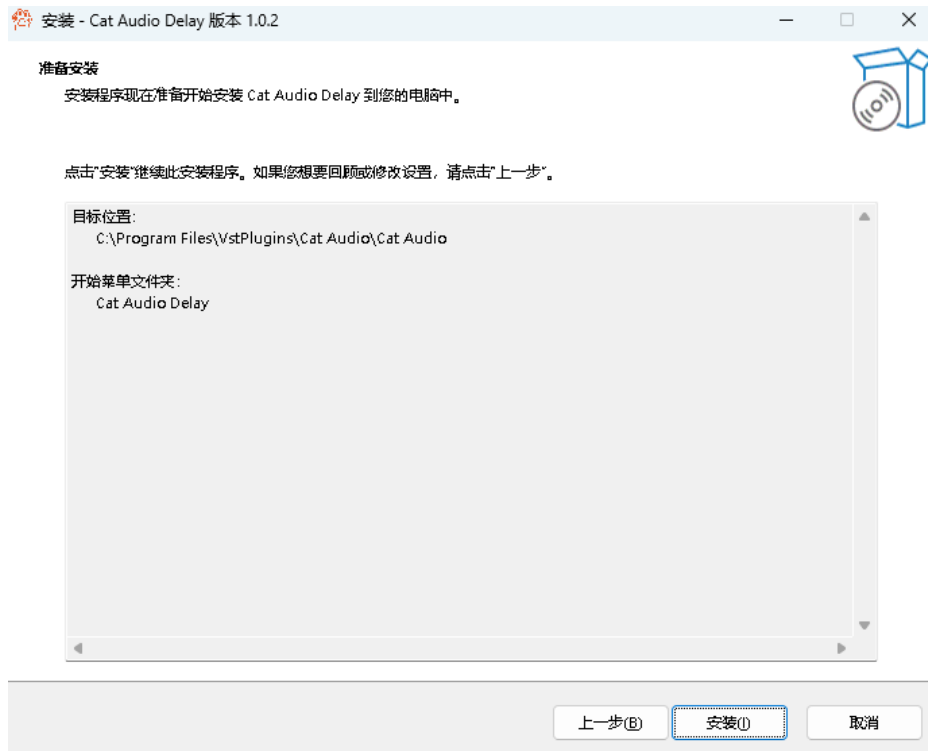 安装 - Cat Audio Delay 版本 1.0.2
准备安装
安装程序现在准备开始安装 Cat Audio Delay 到您的电脑中。
点击“安装”继续此安装程序。如果您想要回顾或修改设置，请点击“上一步”。
目标位置:
C:\Program Files\VstPlugins\Cat Audio\Cat Audio
开始菜单文件夹:
Cat Audio Delay
上一步(B) 安装(I) 取消